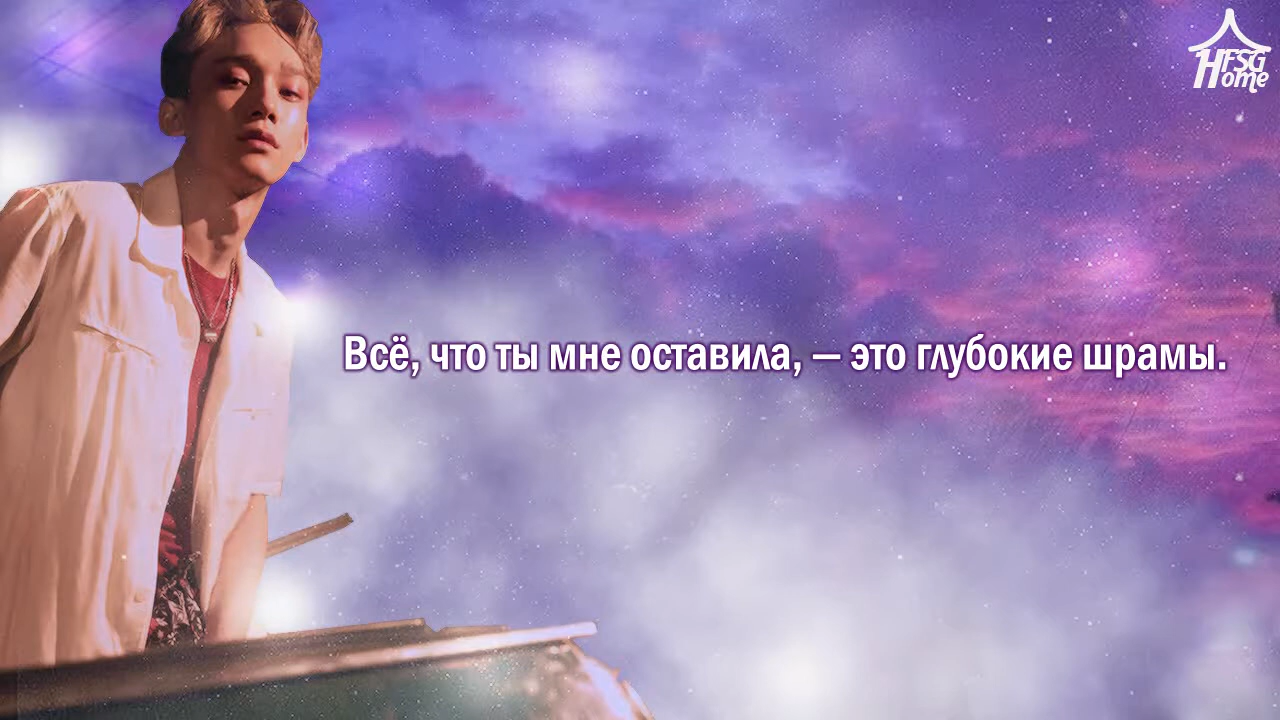 HFSG
Home
Всё, что ты мне оставила, — это глубокие шрамы.